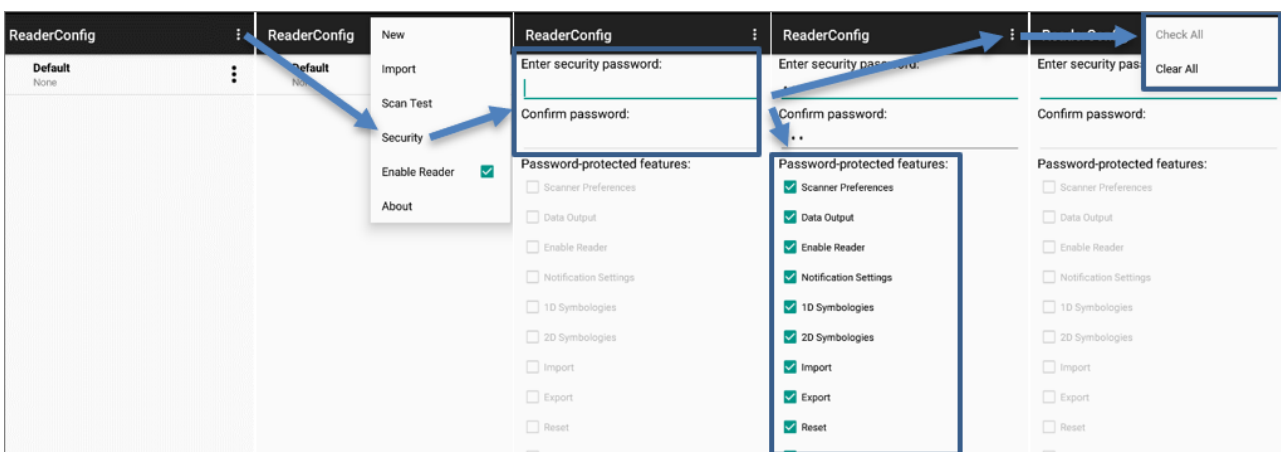 ReaderConfig
Default
None
ReaderConfig
Default
New
Import
Scan Test
Security
Enable Reader
About
ReaderConfig
Enter security password:
Confirm password:
Password-protected features:
Scanner Preferences
Data Output
Enable Reader
Notification Settings
1D Symbologies
2D Symbologies
Import
Export
Reset
ReaderConfig
Enter security password:
Confirm password:
Password-protected features:
Scanner Preferences
Data Output
Enable Reader
Notification Settings
1D Symbologies
2D Symbologies
Import
Export
Reset
ReaderConfig
Check All
Clear All
Enter security pas
Confirm password:
Password-protected features:
Scanner Preferences
Data Output
Enable Reader
Notification Settings
1D Symbologies
2D Symbologies
Import
Export
Reset